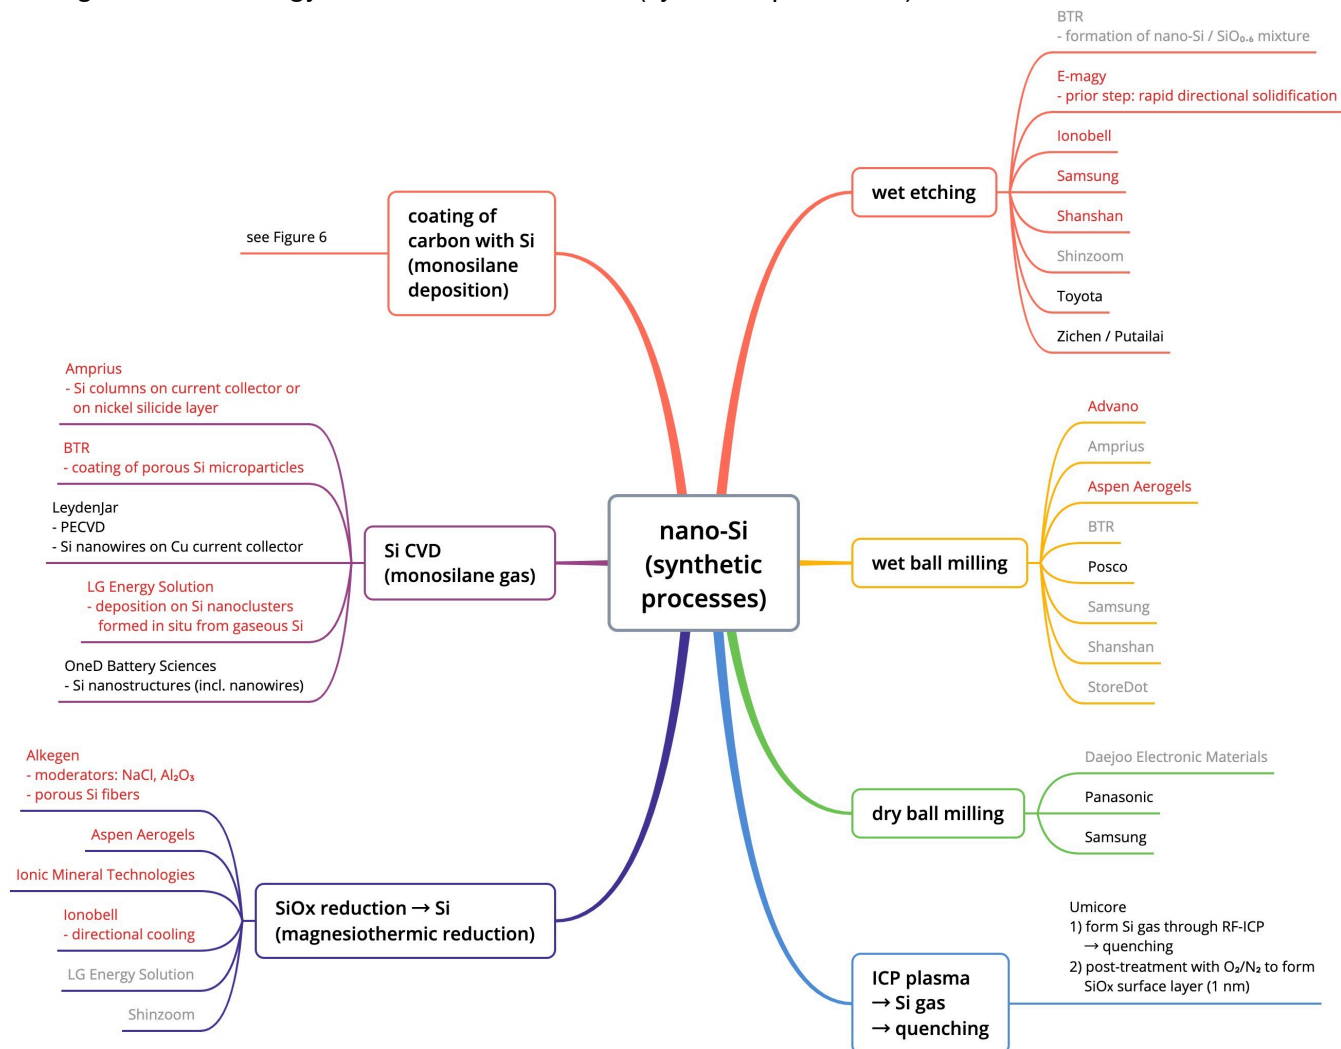 BTR
- formation of nano-Si / SiO₀.₆ mixture
E-magy
- prior step: rapid directional solidification
Ionobell
Samsung
Shanshan
Shinzoom
Toyota
Zichen / Putailai
wet etching
coating of
carbon with Si
(monosilane
deposition)
see Figure 6
Amprius
- Si columns on current collector or
on nickel silicide layer
BTR
- coating of porous Si microparticles
LeydenJar
- PECVD
- Si nanowires on Cu current collector
LG Energy Solution
- deposition on Si nanoclusters
formed in situ from gaseous Si
OneD Battery Sciences
- Si nanostructures (incl. nanowires)
Si CVD
(monosilane gas)
nano-Si
(synthetic
processes)
wet ball milling
Advano
Amprius
Aspen Aerogels
BTR
Posco
Samsung
Shanshan
StoreDot
dry ball milling
Daejoo Electronic Materials
Panasonic
Samsung
Alkegen
- moderators: NaCl, Al₂O₃
- porous Si fibers
Aspen Aerogels
Ionic Mineral Technologies
Ionobell
- directional cooling
LG Energy Solution
Shinzoom
SiOx reduction → Si
(magnesiothermic reduction)
ICP plasma
→ Si gas
→ quenching
Umicore
1) form Si gas through RF-ICP
→ quenching
2) post-treatment with O₂/N₂ to form
SiOx surface layer (1 nm)